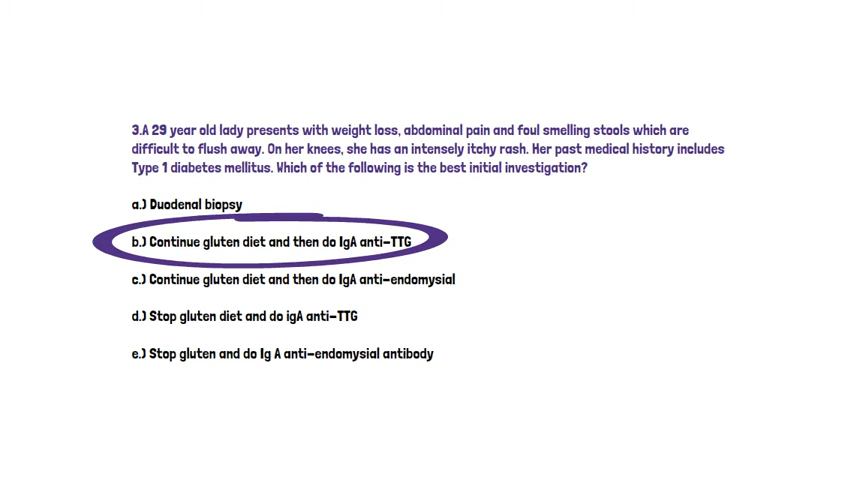 3.A 29 year old lady presents with weight loss, abdominal pain and foul smelling stools which are
difficult to flush away. On her knees, she has an intensely itchy rash. Her past medical history includes
Type 1 diabetes mellitus. Which of the following is the best initial investigation?
a.) Duodenal biopsy
b.) Continue gluten diet and then do IgA anti-TTG
c.) Continue gluten diet and then do IgA anti-endomysial
d.) Stop gluten diet and do igA anti-TTG
e.) Stop gluten and do Ig A anti-endomysial antibody